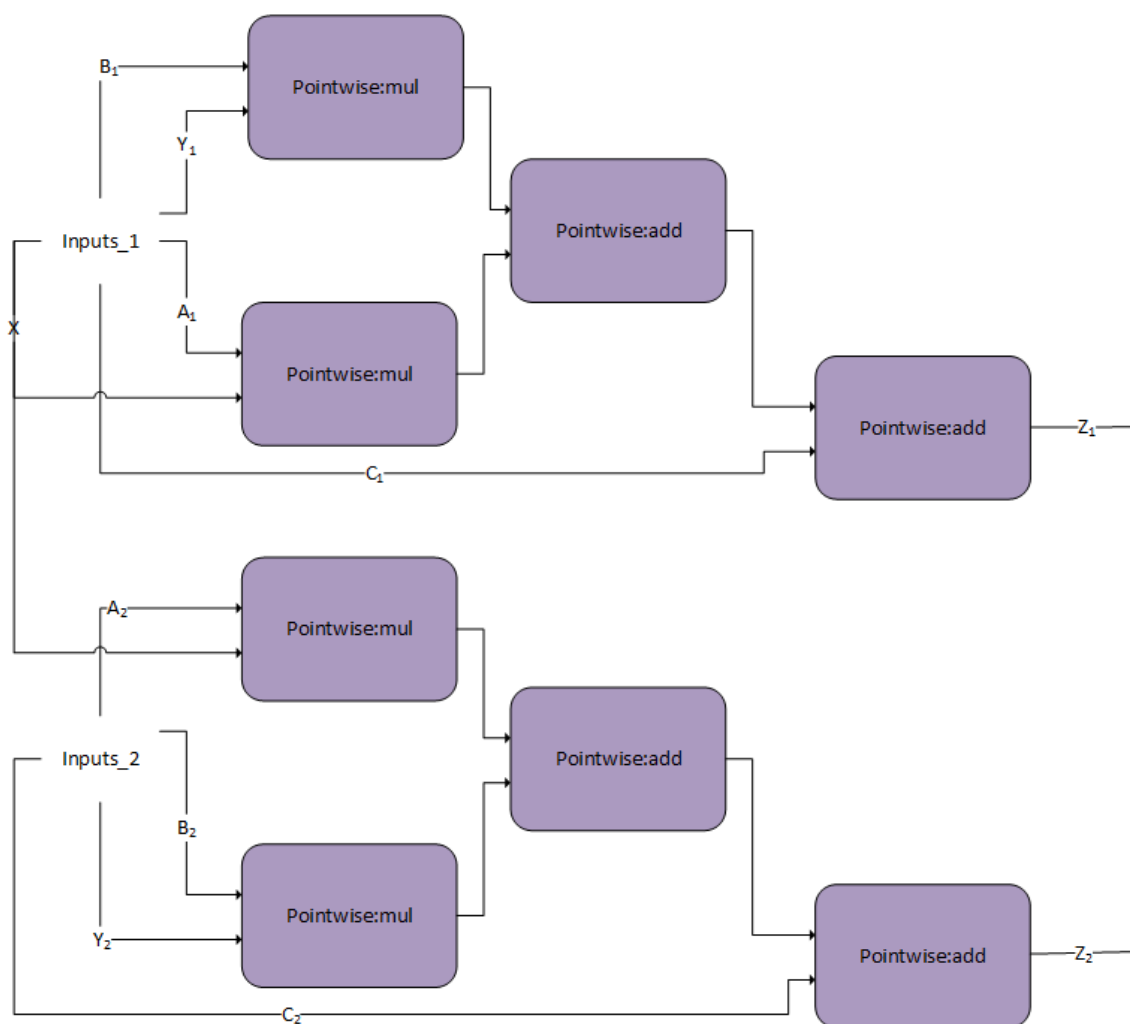 B₁
Pointwise:mul
Y₁
Pointwise:add
Inputs_1
A₁
X
Pointwise:mul
Pointwise:add
Z₁
C₁
A₂
Pointwise:mul
Inputs_2
Pointwise:add
B₂
Pointwise:mul
Y₂
Pointwise:add
Z₂
C₂